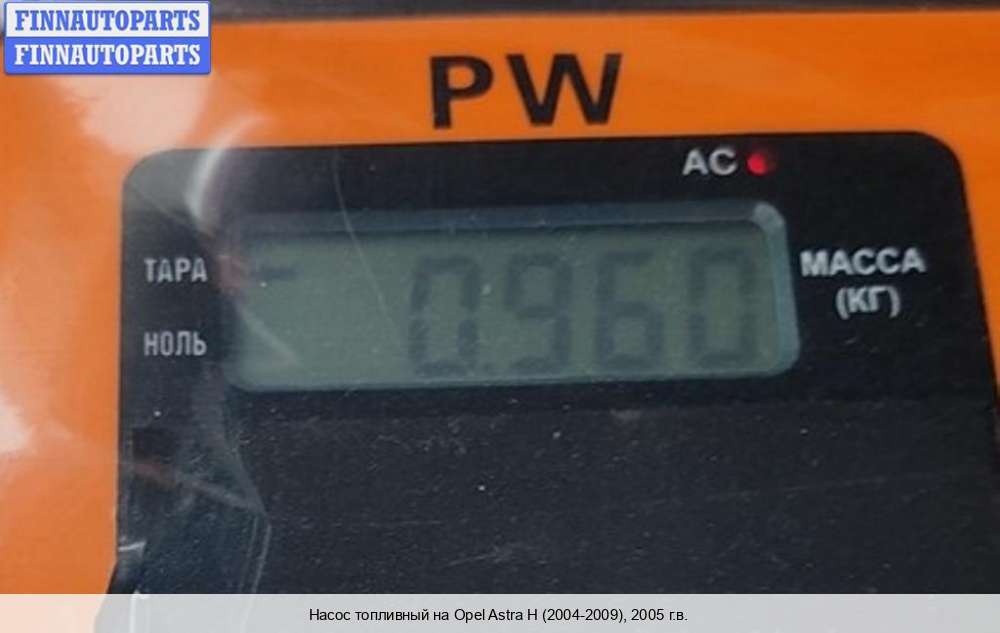 FINNAUTOPARTS
FINNAUTOPARTS
PW
AC
ТАРА
0.960
МАССА
(КГ)
НОЛЬ
Насос топливный на Opel Astra H (2004-2009), 2005 г.в.